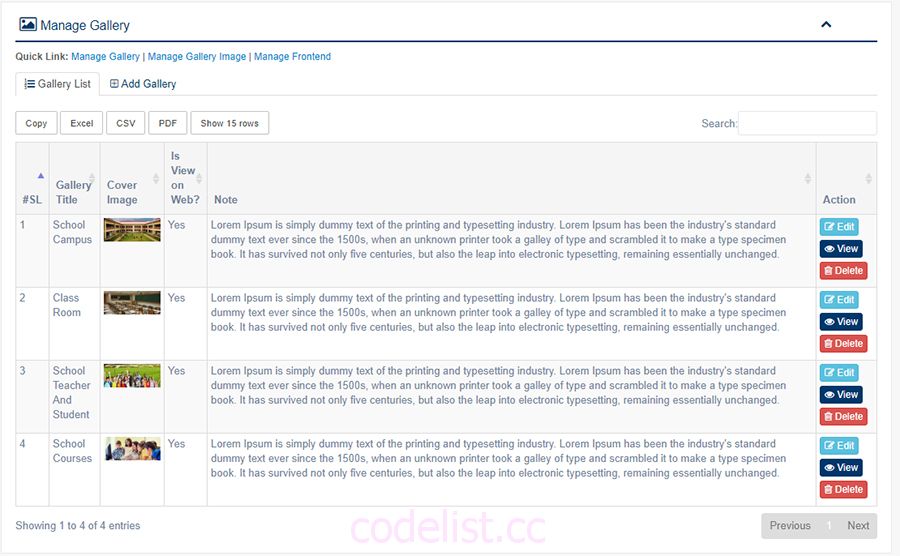 Manage Gallery
Quick Link: Manage Gallery | Manage Gallery Image | Manage Frontend
Gallery List Add Gallery
Copy Excel CSV PDF Show 15 rows Search:
#SL Gallery Title Cover Image Is View on Web? Note Action
1 School Campus Yes
Lorem Ipsum is simply dummy text of the printing and typesetting industry. Lorem Ipsum has been the industry's standard
dummy text ever since the 1500s, when an unknown printer took a galley of type and scrambled it to make a type specimen
book. It has survived not only five centuries, but also the leap into electronic typesetting, remaining essentially unchanged.
Edit
View
Delete
2 Class Room Yes
Lorem Ipsum is simply dummy text of the printing and typesetting industry. Lorem Ipsum has been the industry's standard
dummy text ever since the 1500s, when an unknown printer took a galley of type and scrambled it to make a type specimen
book. It has survived not only five centuries, but also the leap into electronic typesetting, remaining essentially unchanged.
Edit
View
Delete
3 School Teacher And Student Yes
Lorem Ipsum is simply dummy text of the printing and typesetting industry. Lorem Ipsum has been the industry's standard
dummy text ever since the 1500s, when an unknown printer took a galley of type and scrambled it to make a type specimen
book. It has survived not only five centuries, but also the leap into electronic typesetting, remaining essentially unchanged.
Edit
View
Delete
4 School Courses Yes
Lorem Ipsum is simply dummy text of the printing and typesetting industry. Lorem Ipsum has been the industry's standard
dummy text ever since the 1500s, when an unknown printer took a galley of type and scrambled it to make a type specimen
book. It has survived not only five centuries, but also the leap into electronic typesetting, remaining essentially unchanged.
Edit
View
Delete
Showing 1 to 4 of 4 entries
codelist.cc
Previous 1 Next